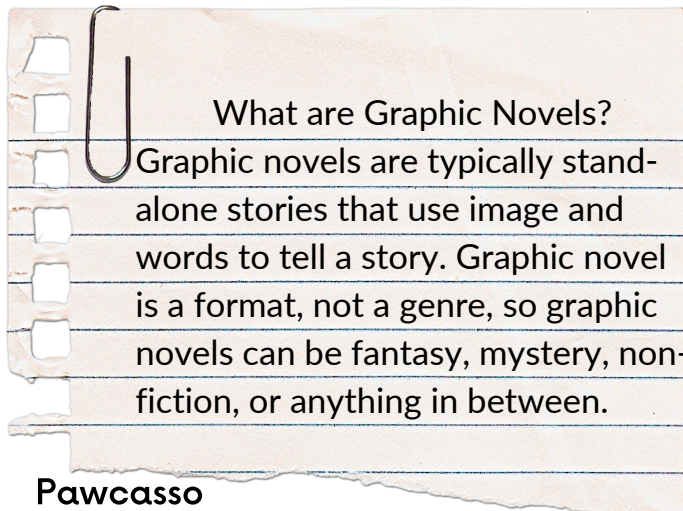 What are Graphic Novels?
Graphic novels are typically stand-
alone stories that use image and
words to tell a story. Graphic novel
is a format, not a genre, so graphic
novels can be fantasy, mystery, non-
fiction, or anything in between.
Pawcasso